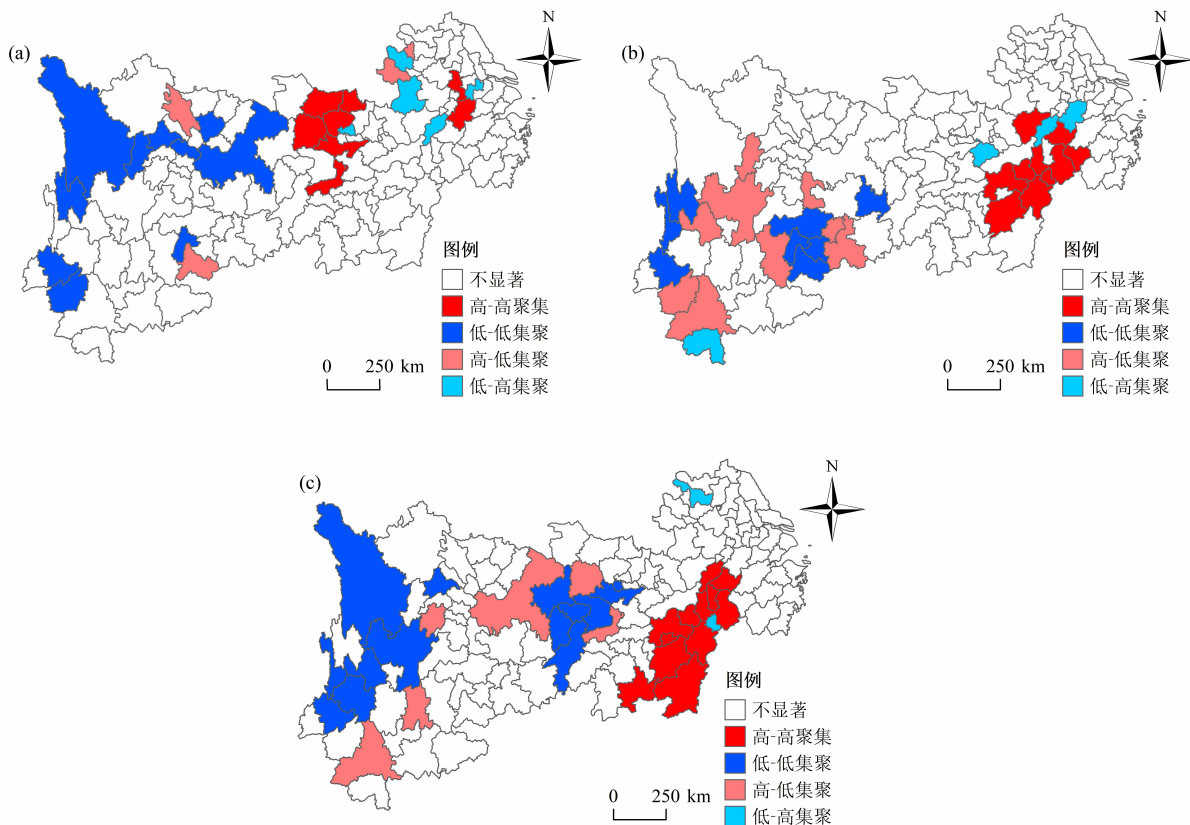 (a)
N
图例
不显著
高-高聚集
低-低集聚
高-低集聚
低-高集聚
0 250 km
(b)
N
图例
不显著
高-高聚集
低-低集聚
高-低集聚
低-高集聚
0 250 km
(c)
N
图例
不显著
高-高聚集
低-低集聚
高-低集聚
低-高集聚
0 250 km